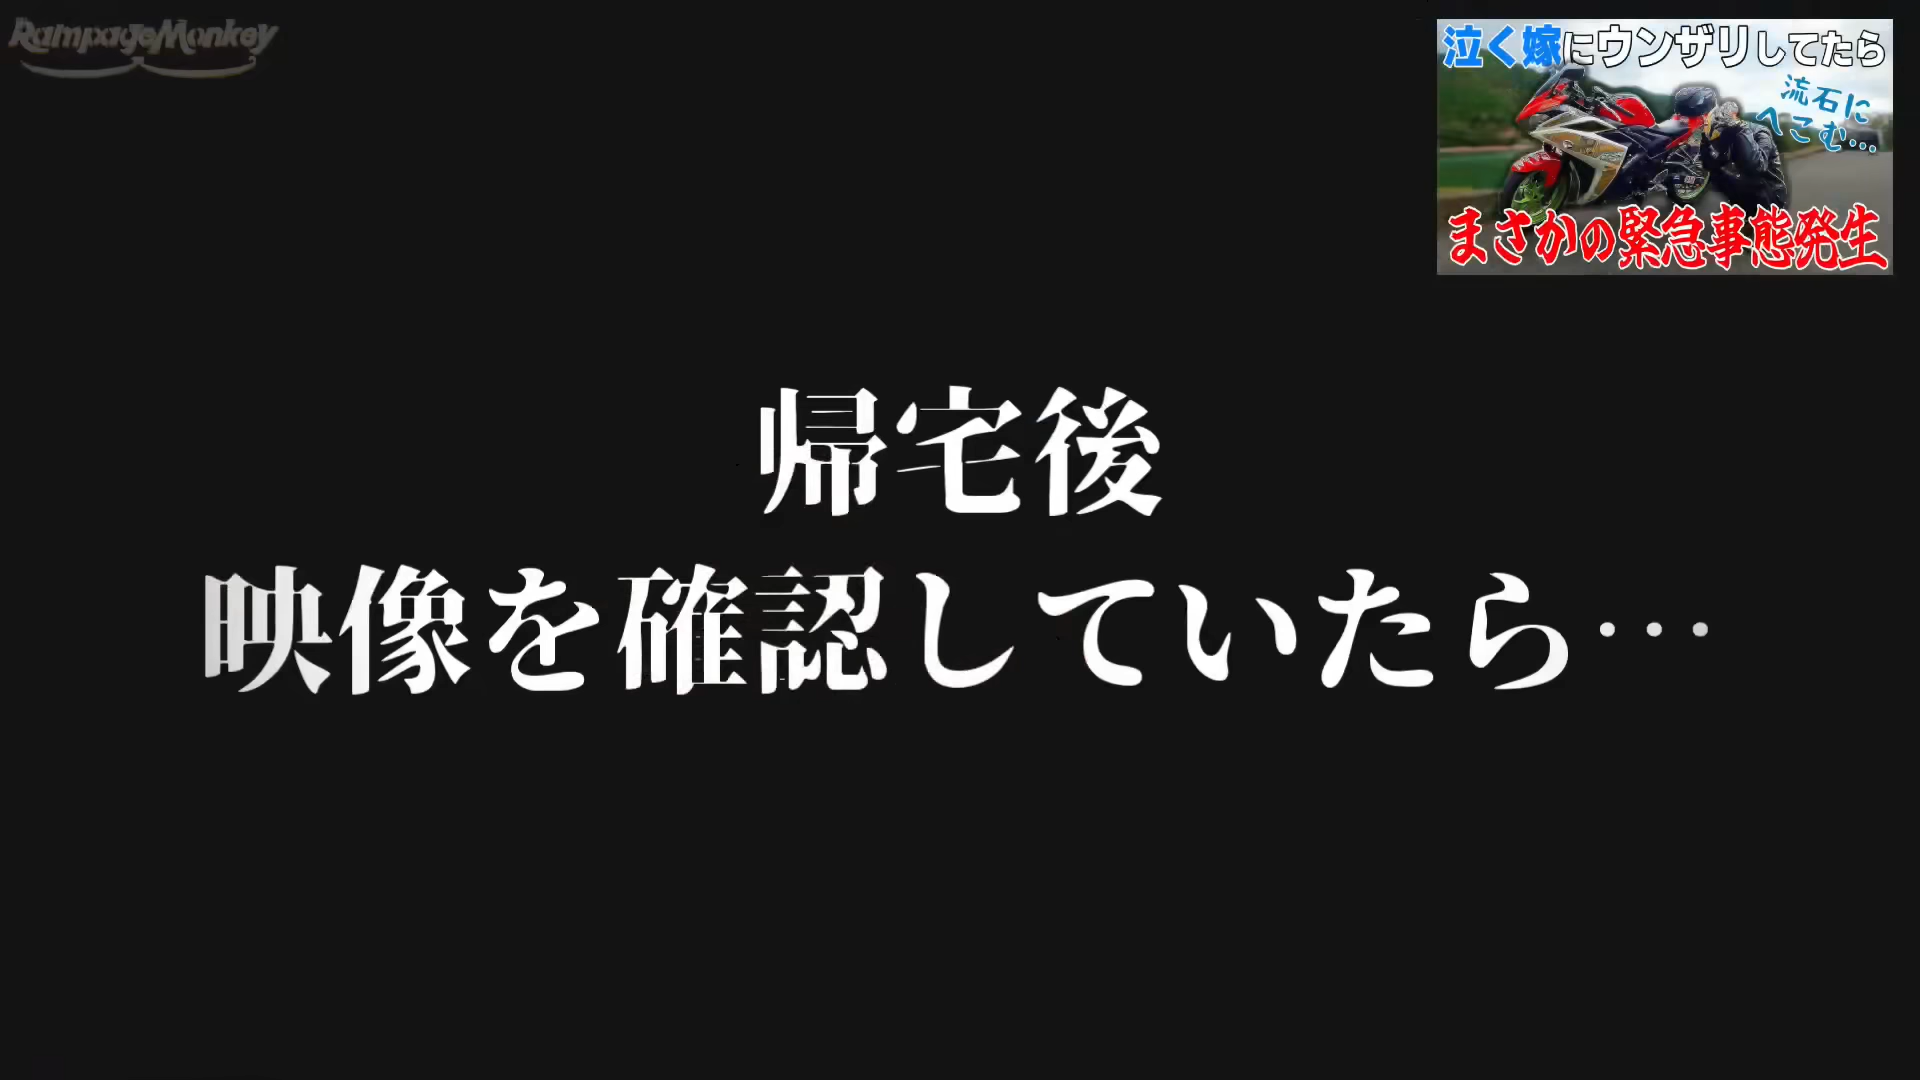 RampageMonkey
泣く嫁にウンザリしてたら
流石に
へこむ…
まさかの緊急事態発生
帰宅後
映像を確認していたら…